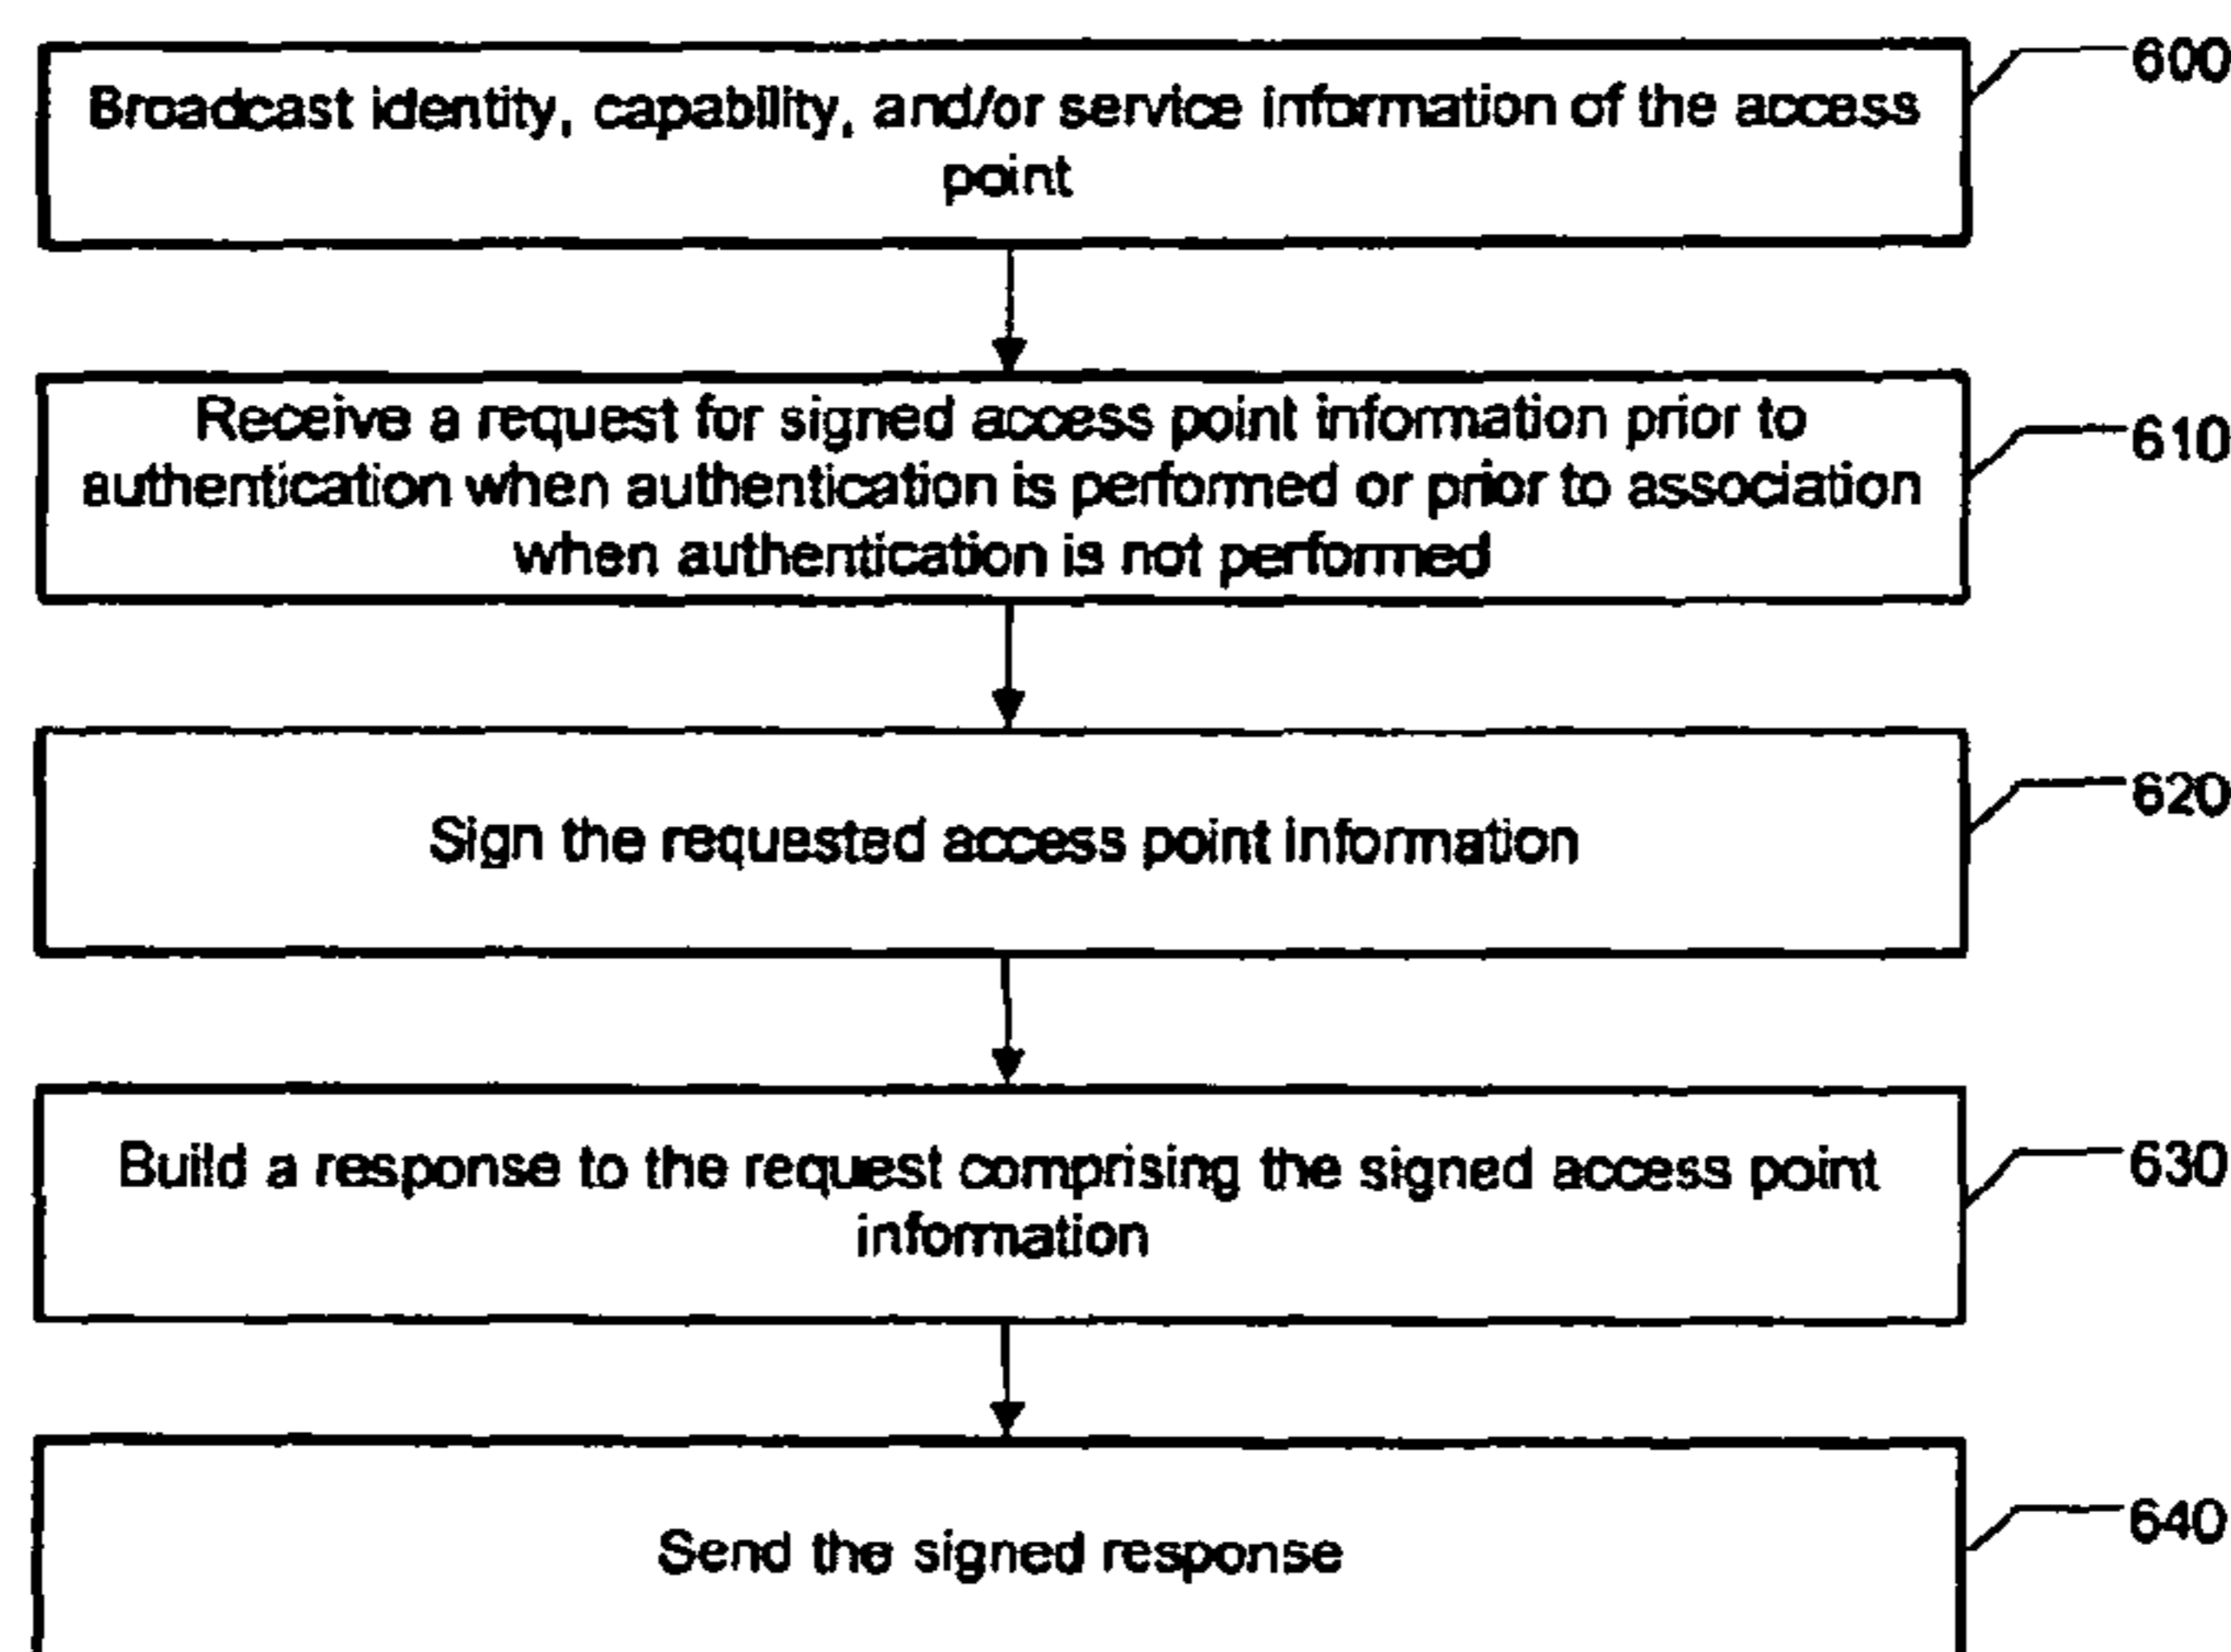 Broadcast identity, capability, and/or service information of the access
point
600
Receive a request for signed access point information prior to
authentication when authentication is performed or prior to association
when authentication is not performed
610
Sign the requested access point information
620
Build a response to the request comprising the signed access point
information
630
Send the signed response
640